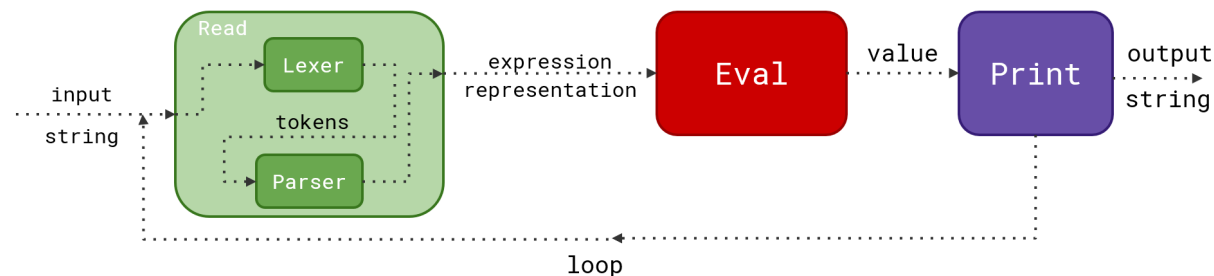 Read
Lexer
input
string
tokens
Parser
expression
representation
Eval
value
Print
output
string
loop